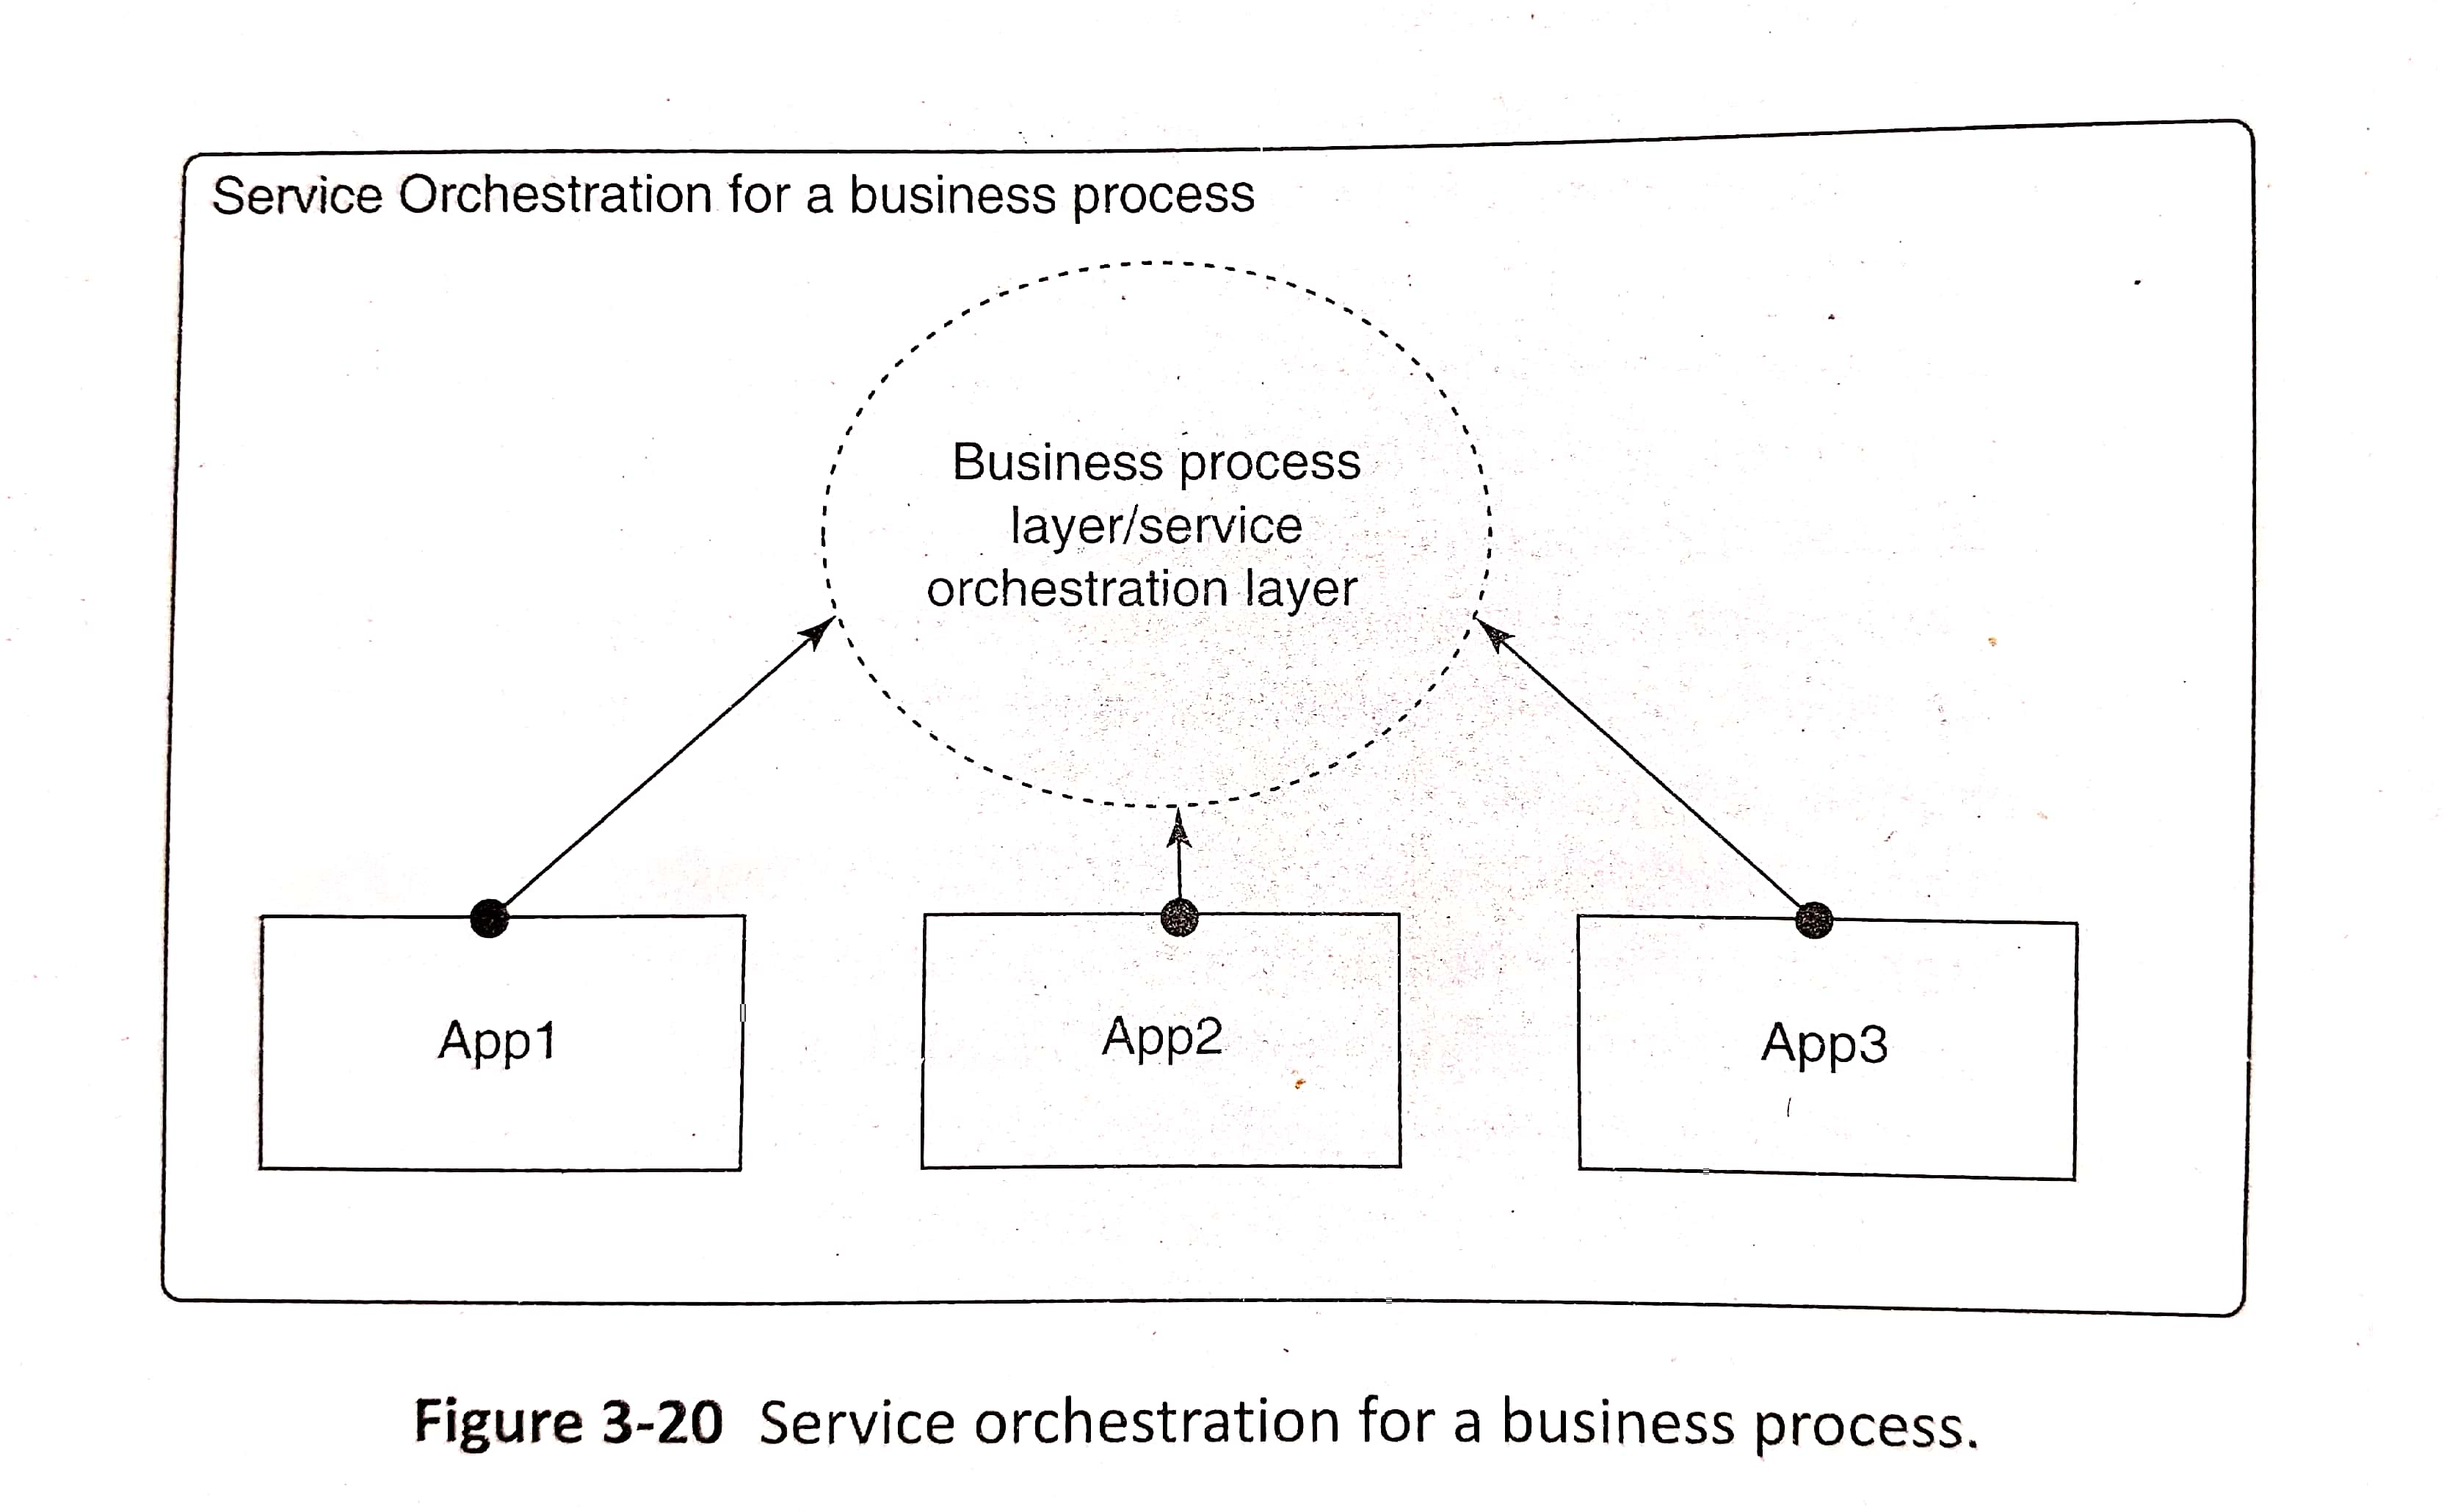 Service Orchestration for a business process
Business process
layer/service
orchestration layer
App1
App2
App3
Figure 3-20 Service orchestration for a business process.